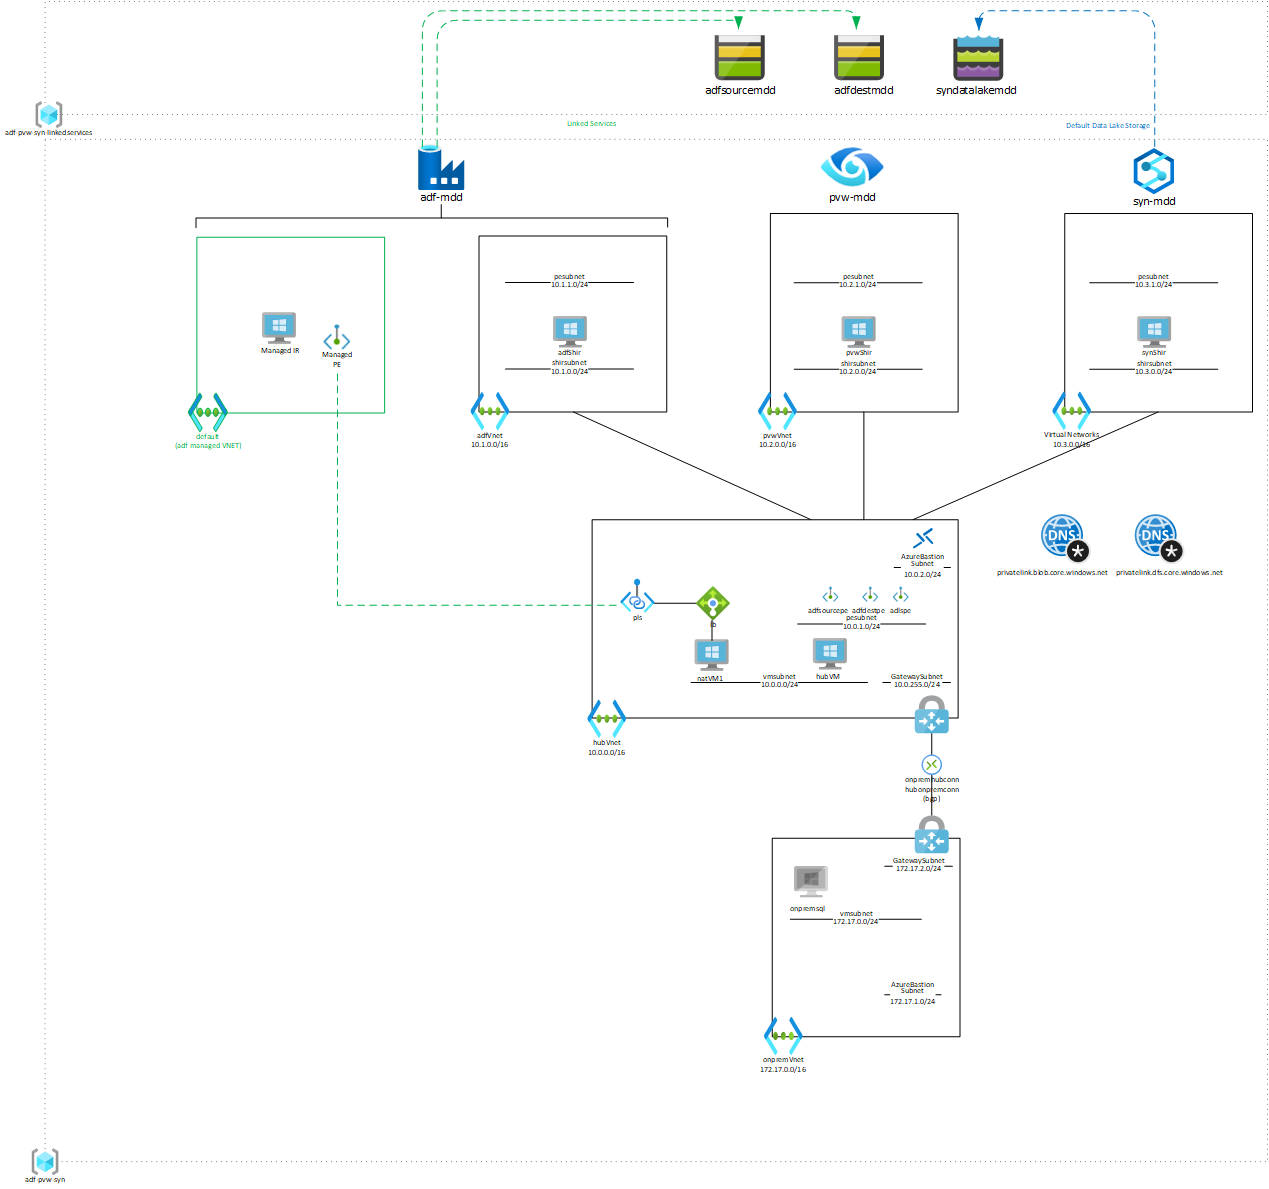 adfsourcemdd
adfdestmdd
syndatalakemdd
adf-pvw-syn-linkedservices
Linked Services
Default Data Lake Storage
adf-mdd
pvw-mdd
syn-mdd
pesubnet
10.1.1.0/24
pesubnet
10.2.1.0/24
pesubnet
10.3.1.0/24
Managed IR
Managed
PE
adfShir
shirsubnet
10.1.0.0/24
pvwShir
shirsubnet
10.2.0.0/24
synShir
shirsubnet
10.3.0.0/24
default
(adf managed VNET)
adfVnet
10.1.0.0/16
pvwVnet
10.2.0.0/16
Virtual Networks
10.3.0.0/16
AzureBastion
Subnet
10.0.2.0/24
DNS
DNS
privatelink.blob.core.windows.net
privatelink.dfs.core.windows.net
pls
lb
adfsourcepe
adfdestpe
adlspe
pesubnet
10.0.1.0/24
natVM1
vmsubnet
10.0.0.0/24
hubVM
GatewaySubnet
10.0.255.0/24
hubVnet
10.0.0.0/16
onpremhubconn
hubonpremconn
(bgp)
GatewaySubnet
172.17.2.0/24
onpremsql
vmsubnet
172.17.0.0/24
AzureBastion
Subnet
172.17.1.0/24
onpremVnet
172.17.0.0/16
adf-pvw-syn